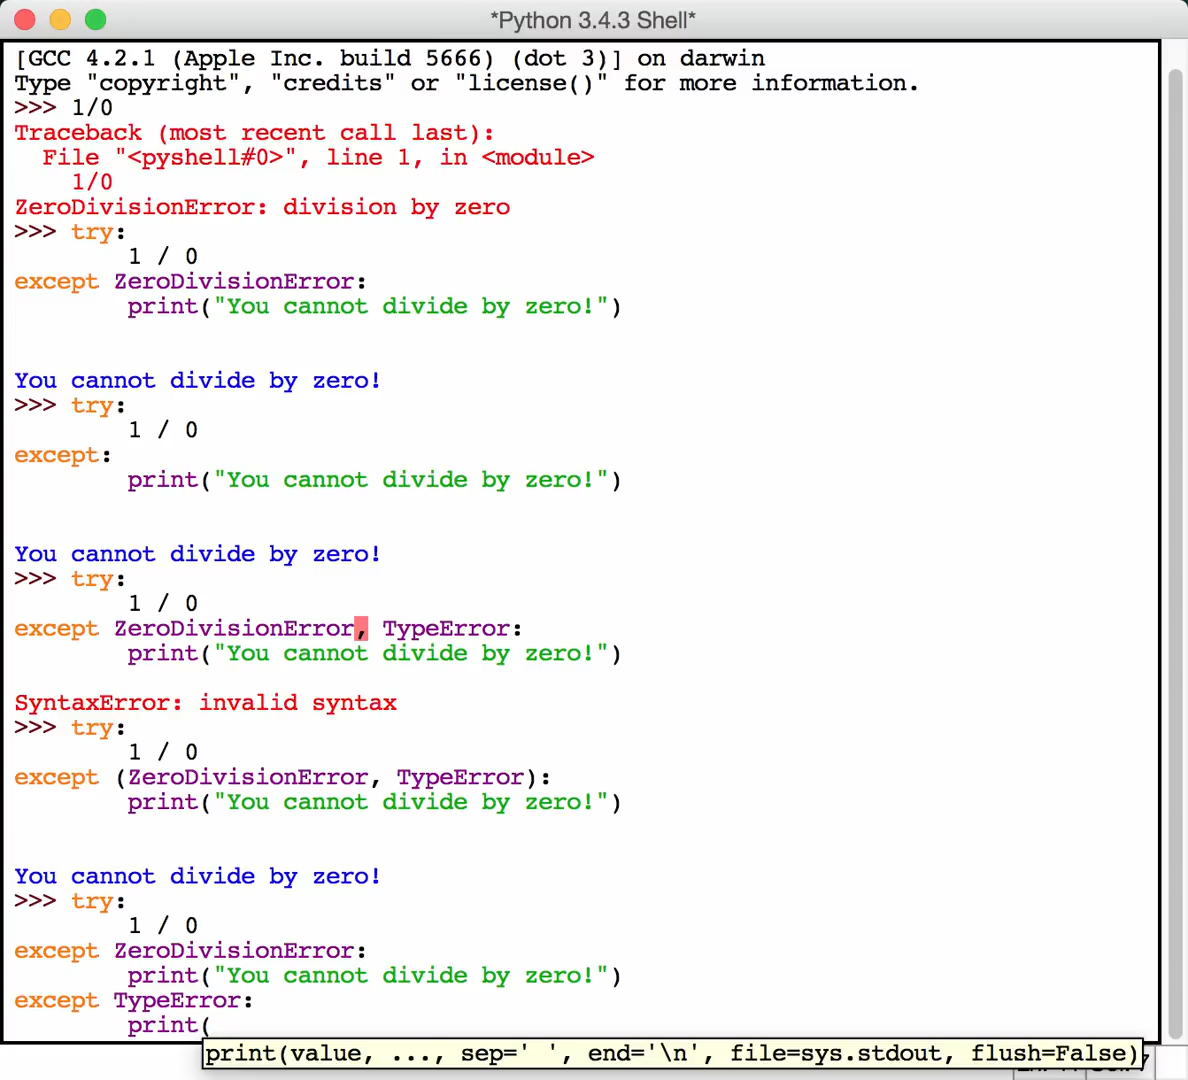 *Python 3.4.3 Shell*
[GCC 4.2.1 (Apple Inc. build 5666) (dot 3)] on darwin
Type "copyright", "credits" or "license()" for more information.
>>> 1/0
Traceback (most recent call last):
  File "<pyshell#0>", line 1, in <module>
    1/0
ZeroDivisionError: division by zero
>>> try:
        1 / 0
except ZeroDivisionError:
        print("You cannot divide by zero!")
You cannot divide by zero!
>>> try:
        1 / 0
except:
        print("You cannot divide by zero!")
You cannot divide by zero!
>>> try:
        1 / 0
except ZeroDivisionError, TypeError:
        print("You cannot divide by zero!")
SyntaxError: invalid syntax
>>> try:
        1 / 0
except (ZeroDivisionError, TypeError):
        print("You cannot divide by zero!")
You cannot divide by zero!
>>> try:
        1 / 0
except ZeroDivisionError:
        print("You cannot divide by zero!")
except TypeError:
        print(
print(value, ..., sep=' ', end='\n', file=sys.stdout, flush=False)